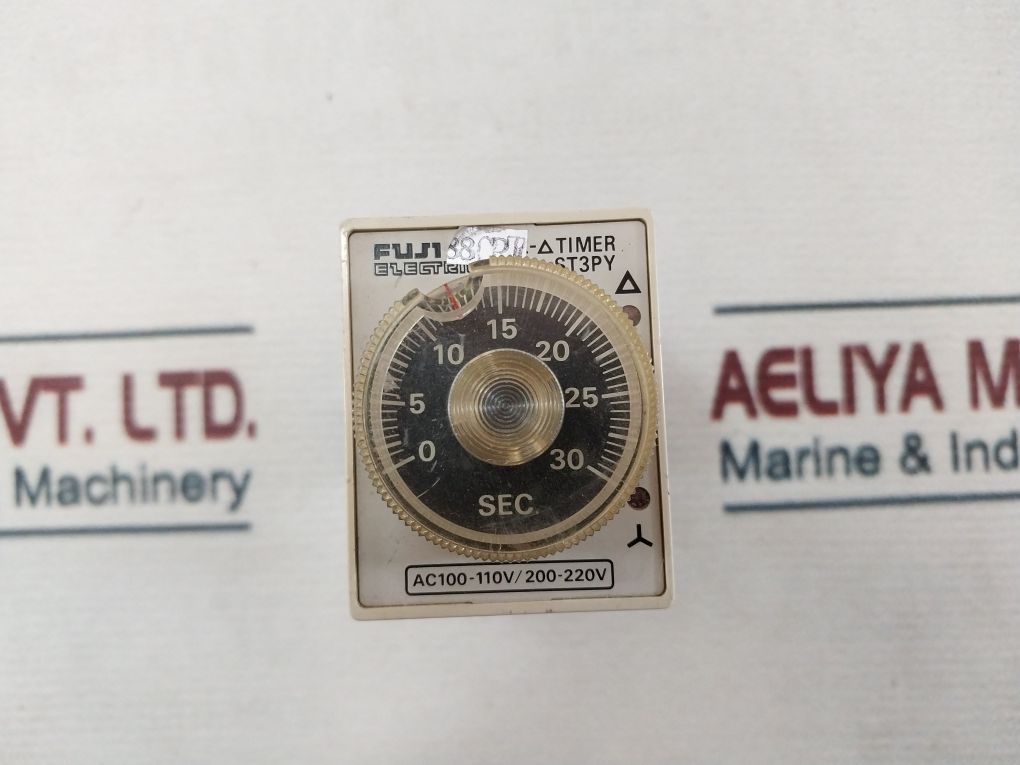 FUJI
ELECTRIC
-△ TIMER
ST3PY
△
15
10
20
5
25
0
30
SEC.
AC100-110V/200-220V
VT. LTD.
Machinery
AELIYA M
Marine & Ind